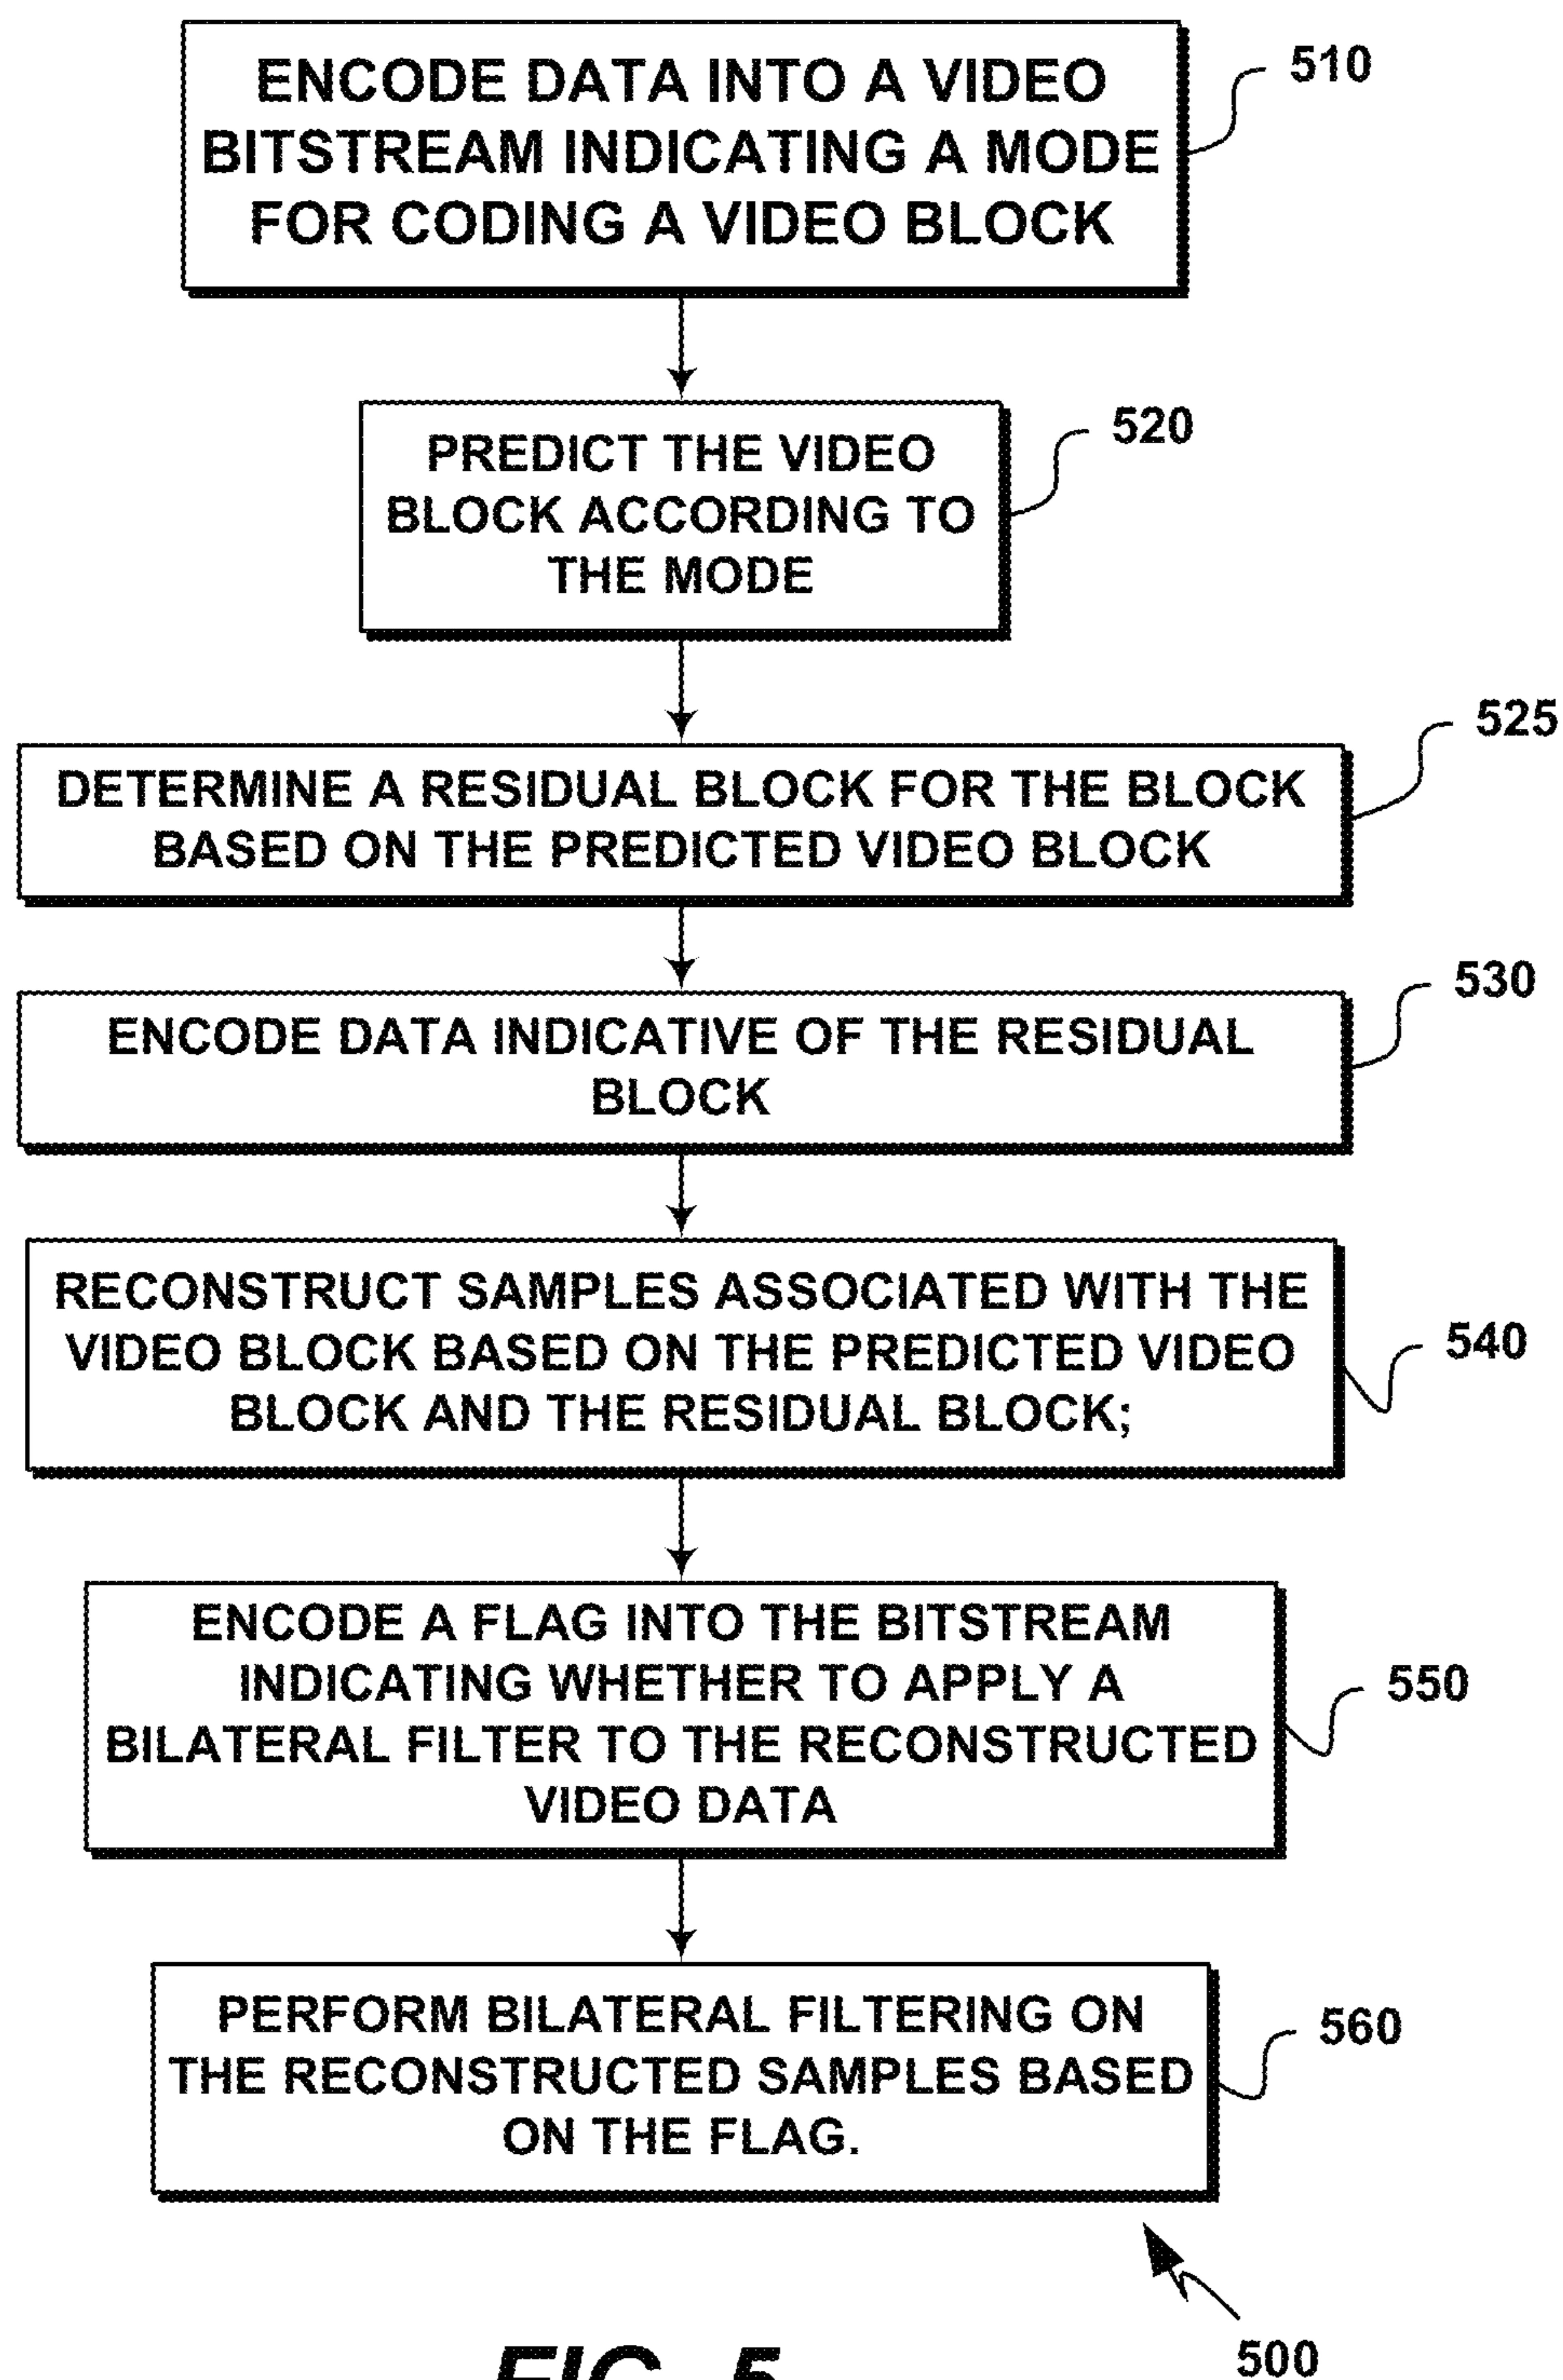 ENCODE DATA INTO A VIDEO
BITSTREAM INDICATING A MODE
FOR CODING A VIDEO BLOCK
510
PREDICT THE VIDEO
BLOCK ACCORDING TO
THE MODE
520
DETERMINE A RESIDUAL BLOCK FOR THE BLOCK
BASED ON THE PREDICTED VIDEO BLOCK
525
ENCODE DATA INDICATIVE OF THE RESIDUAL
BLOCK
530
RECONSTRUCT SAMPLES ASSOCIATED WITH THE
VIDEO BLOCK BASED ON THE PREDICTED VIDEO
BLOCK AND THE RESIDUAL BLOCK;
540
ENCODE A FLAG INTO THE BITSTREAM
INDICATING WHETHER TO APPLY A
BILATERAL FILTER TO THE RECONSTRUCTED
VIDEO DATA
550
PERFORM BILATERAL FILTERING ON
THE RECONSTRUCTED SAMPLES BASED
ON THE FLAG.
560
500
FIG. 5